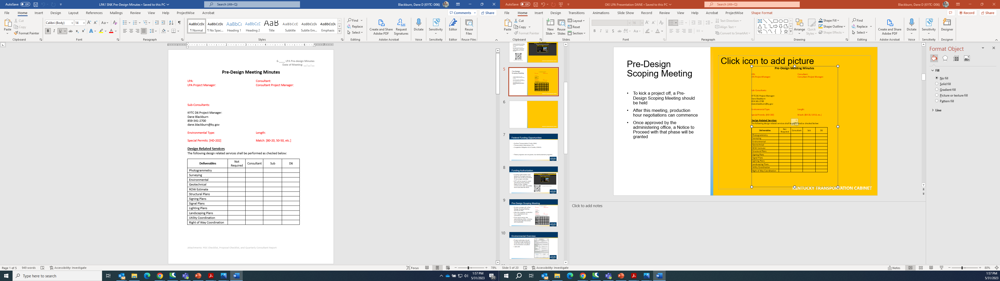 AutoSave Off
LPA1 SNK Pre-Design Minutes • Saved to this PC
Search (Alt+Q)
Blackburn, Dane D (KYTC-D06)
File Home Insert Design Layout References Mailings Review View Help ProjectWise Acrobat
Comments Share
Paste Cut Copy Format Painter
Calibri (Body) 14
AaBbCcDc AaBbCcDc AaBbCc AaBbCcC AaB AaBbCcD AaBbCcDc AaBbCcDc
¶ Normal ¶ No Spac... Heading 1 Heading 2 Title Subtitle Subtle Em... Emphasis
Find Replace Select
Create and Share Adobe PDF Request Signatures Dictate Sensitivity Editor Reuse Files
Clipboard Font Paragraph Styles Editing Adobe Acrobat Voice Sensitivity Editor Reuse Files
6-____ LPA Pre-design Minutes
Date of Meeting: __-__-__
Pre-Design Meeting Minutes
LPA: Consultant:
LPA Project Manager: Consultant Project Manager:
Sub-Consultants:
KYTC D6 Project Manager:
Dane Blackburn
859-341-2700
dane.blackburn@ky.gov
Environmental Type: Length:
Special Permits: [HD-202] Match: [80-20, 50-50, etc.]
Design Related Services
The following design related services shall be performed as checked below:
Deliverables Not Required Consultant Sub D6
Photogrammetry
Surveying
Environmental
Geotechnical
ROW Estimate
Structural Plans
Signing Plans
Signal Plans
Lighting Plans
Landscaping Plans
Utility Coordination
Right of Way Coordination
Attachments: PDC Checklist, Proposal Checklist, and Quarterly Consultant Report
Page 1 of 5 949 words Accessibility: Investigate Focus 78%
Type here to search
1:57 PM
5/31/2023
20
AutoSave Off
OKI LPA Presentation DANE • Saved to this PC
Search (Alt+Q)
Blackburn, Dane D (KYTC-D06)
File Home Insert Design Transitions Animations Slide Show Record Review View Help Acrobat ProjectWise Shape Format
Record Share
Paste Cut Copy Format Painter
New Slide Reuse Slides Layout Reset Section
16
Text Direction Align Text Convert to SmartArt
Arrange Quick Styles Shape Fill Shape Outline Shape Effects
Find Replace Select
Create and Share Adobe PDF Dictate Sensitivity Designer
Clipboard Slides Font Paragraph Drawing Editing Adobe Acrobat Voice Sensitivity Designer
5
Pre-Design Scoping Meeting
6
7
Federal Funding Opportunities
8
Funding Authorization
9
Pre-Design Scoping Meeting
10
Environmental Overview
Pre-Design
Scoping Meeting
• To kick a project off, a Pre-
Design Scoping Meeting should
be held
• After this meeting, production
hour negotiations can commence
• Once approved by the
administering office, a Notice to
Proceed with that phase will be
granted
Click icon to add picture
Pre-Design Meeting Minutes
LPA: Consultant:
LPA Project Manager: Consultant Project Manager:
Sub-Consultants:
KYTC D6 Project Manager:
Dane Blackburn
859-341-2700
dane.blackburn@ky.gov
Environmental Type: Length:
Special Permits: [HD-202] Match: [80-20, 50-50, etc.]
Design Related Services
The following design related services shall be performed as checked below:
Deliverables Not Required Consultant Sub D6
Photogrammetry
Surveying
Environmental
Geotechnical
ROW Estimate
Structural Plans
Signing Plans
Signal Plans
Lighting Plans
Landscaping Plans
Utility Coordination
Right of Way Coordination
KENTUCKY TRANSPORTATION CABINET
Click to add notes
Format Object
Fill
No fill
Solid fill
Gradient fill
Picture or texture fill
Pattern fill
Line
Slide 5 of 20 Accessibility: Investigate Notes 80%
1:57 PM
5/31/2023